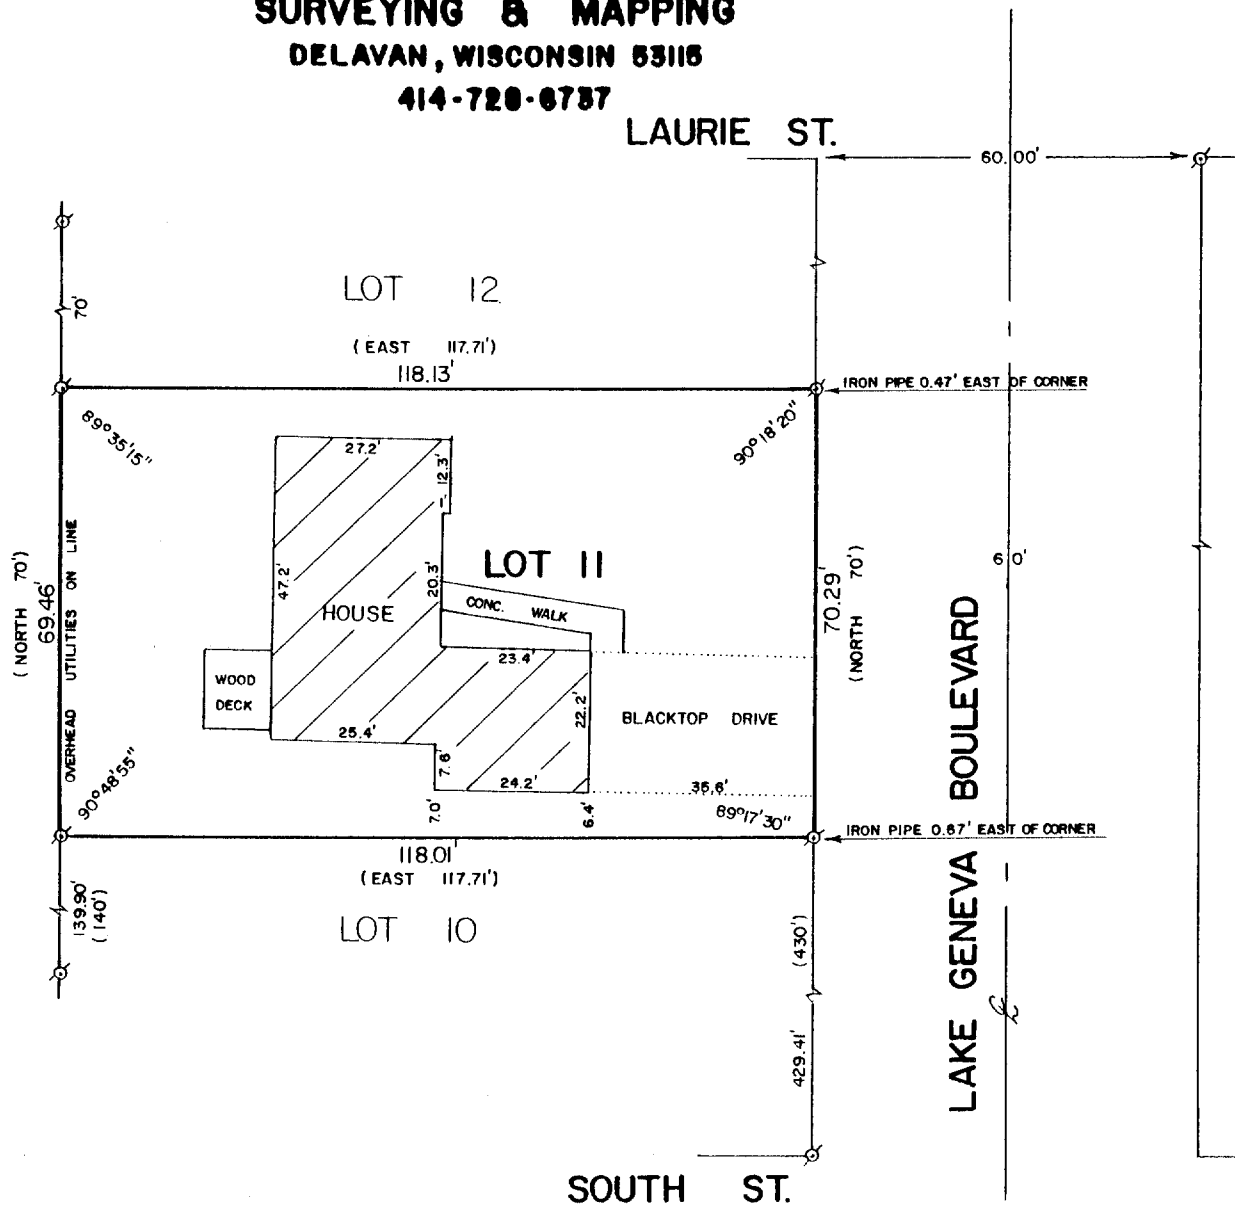 SURVEYING & MAPPING
DELAVAN, WISCONSIN 53115
414-728-6737
LAURIE ST.
60.00'
70'
LOT 12
(EAST 117.71')
118.13'
IRON PIPE 0.47' EAST OF CORNER
89°35'15"
90°18'20"
27.2'
12.3'
1'
(NORTH 70')
69.46'
OVERHEAD UTILITIES ON LINE
47.2'
20.3'
LOT 11
HOUSE
CONC. WALK
70.29'
(NORTH 70')
60'
WOOD
DECK
23.4'
22.2'
BLACKTOP DRIVE
25.4'
7.6'
24.2'
35.6'
90°48'55"
7.0'
6.4'
89°17'30"
IRON PIPE 0.67' EAST OF CORNER
118.01'
(EAST 117.71')
139.90'
(140')
LOT 10
(430')
429.41'
LAKE GENEVA BOULEVARD
SOUTH ST.